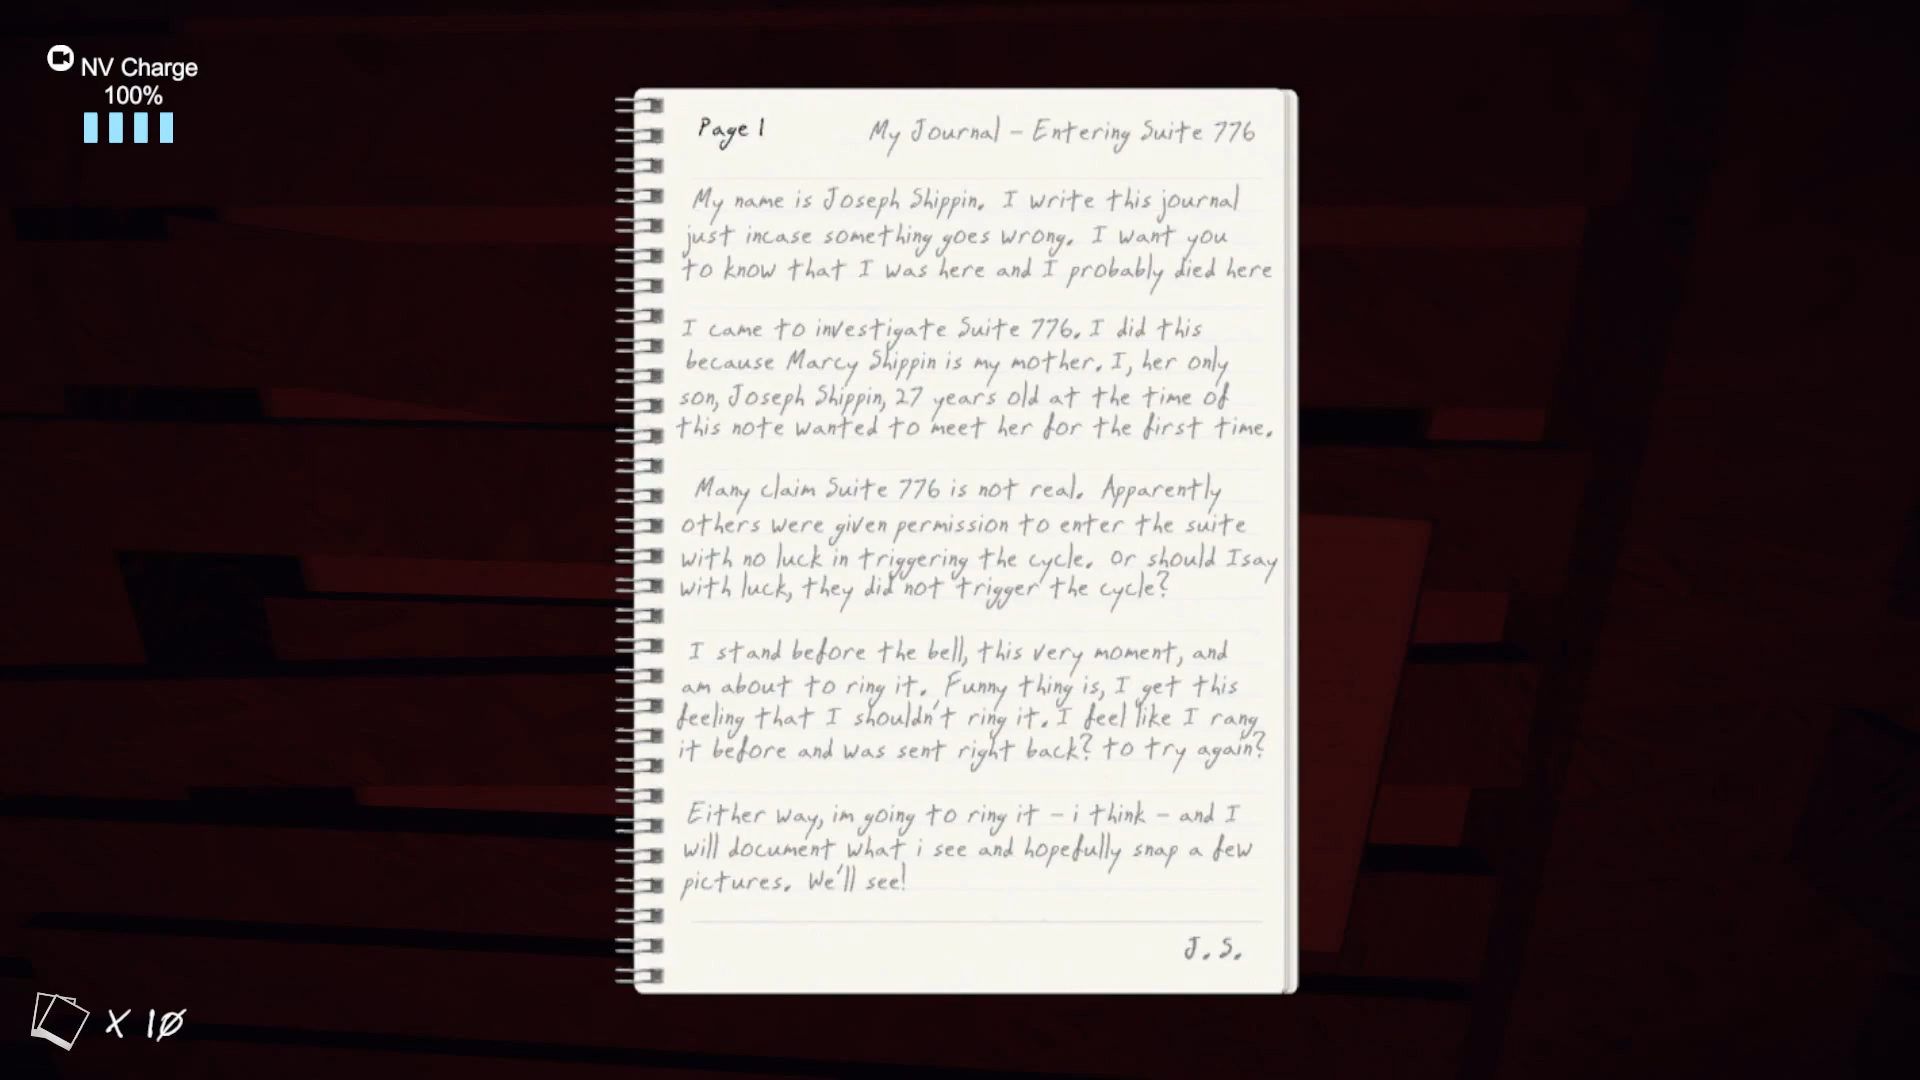 NV Charge
100%
Page 1
My Journal - Entering Suite 776
My name is Joseph Shippin. I write this journal
just incase something goes wrong. I want you
to know that I was here and I probably died here
I came to investigate Suite 776. I did this
because Marcy Shippin is my mother. I, her only
son, Joseph Shippin, 27 years old at the time of
this note wanted to meet her for the first time.
Many claim Suite 776 is not real. Apparently
others were given permission to enter the suite
with no luck in triggering the cycle. Or should I say
with luck, they did not trigger the cycle?
I stand before the bell, this very moment, and
am about to ring it. Funny thing is, I get this
feeling that I shouldn't ring it. I feel like I rang
it before and was sent right back? to try again?
Either way, im going to ring it - i think - and I
will document what i see and hopefully snap a few
pictures. We'll see!
J. S.
X 10